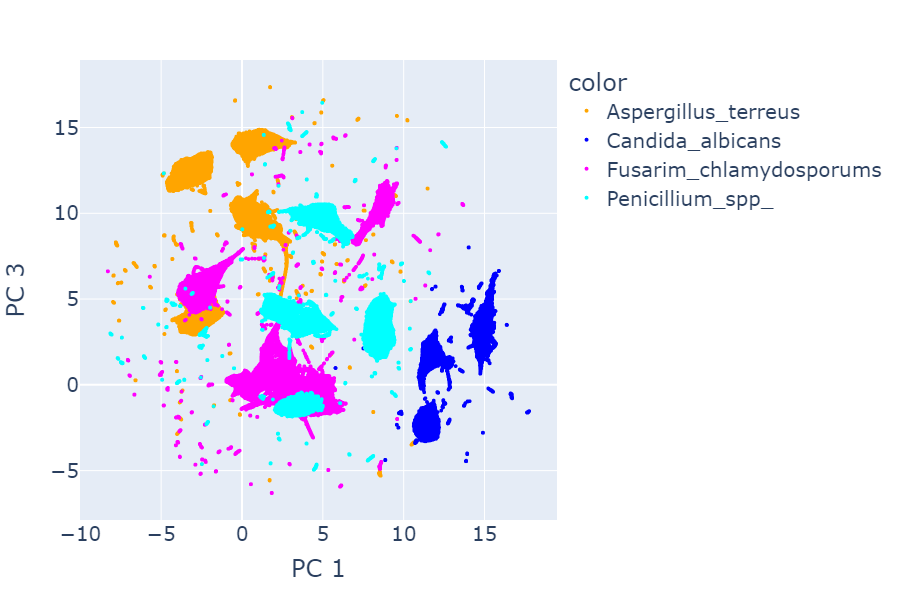 color
Aspergillus_terreus
Candida_albicans
Fusarim_chlamydosporums
Penicillium_spp_
PC 3
15
10
5
0
−5
−10
−5
0
5
10
15
PC 1